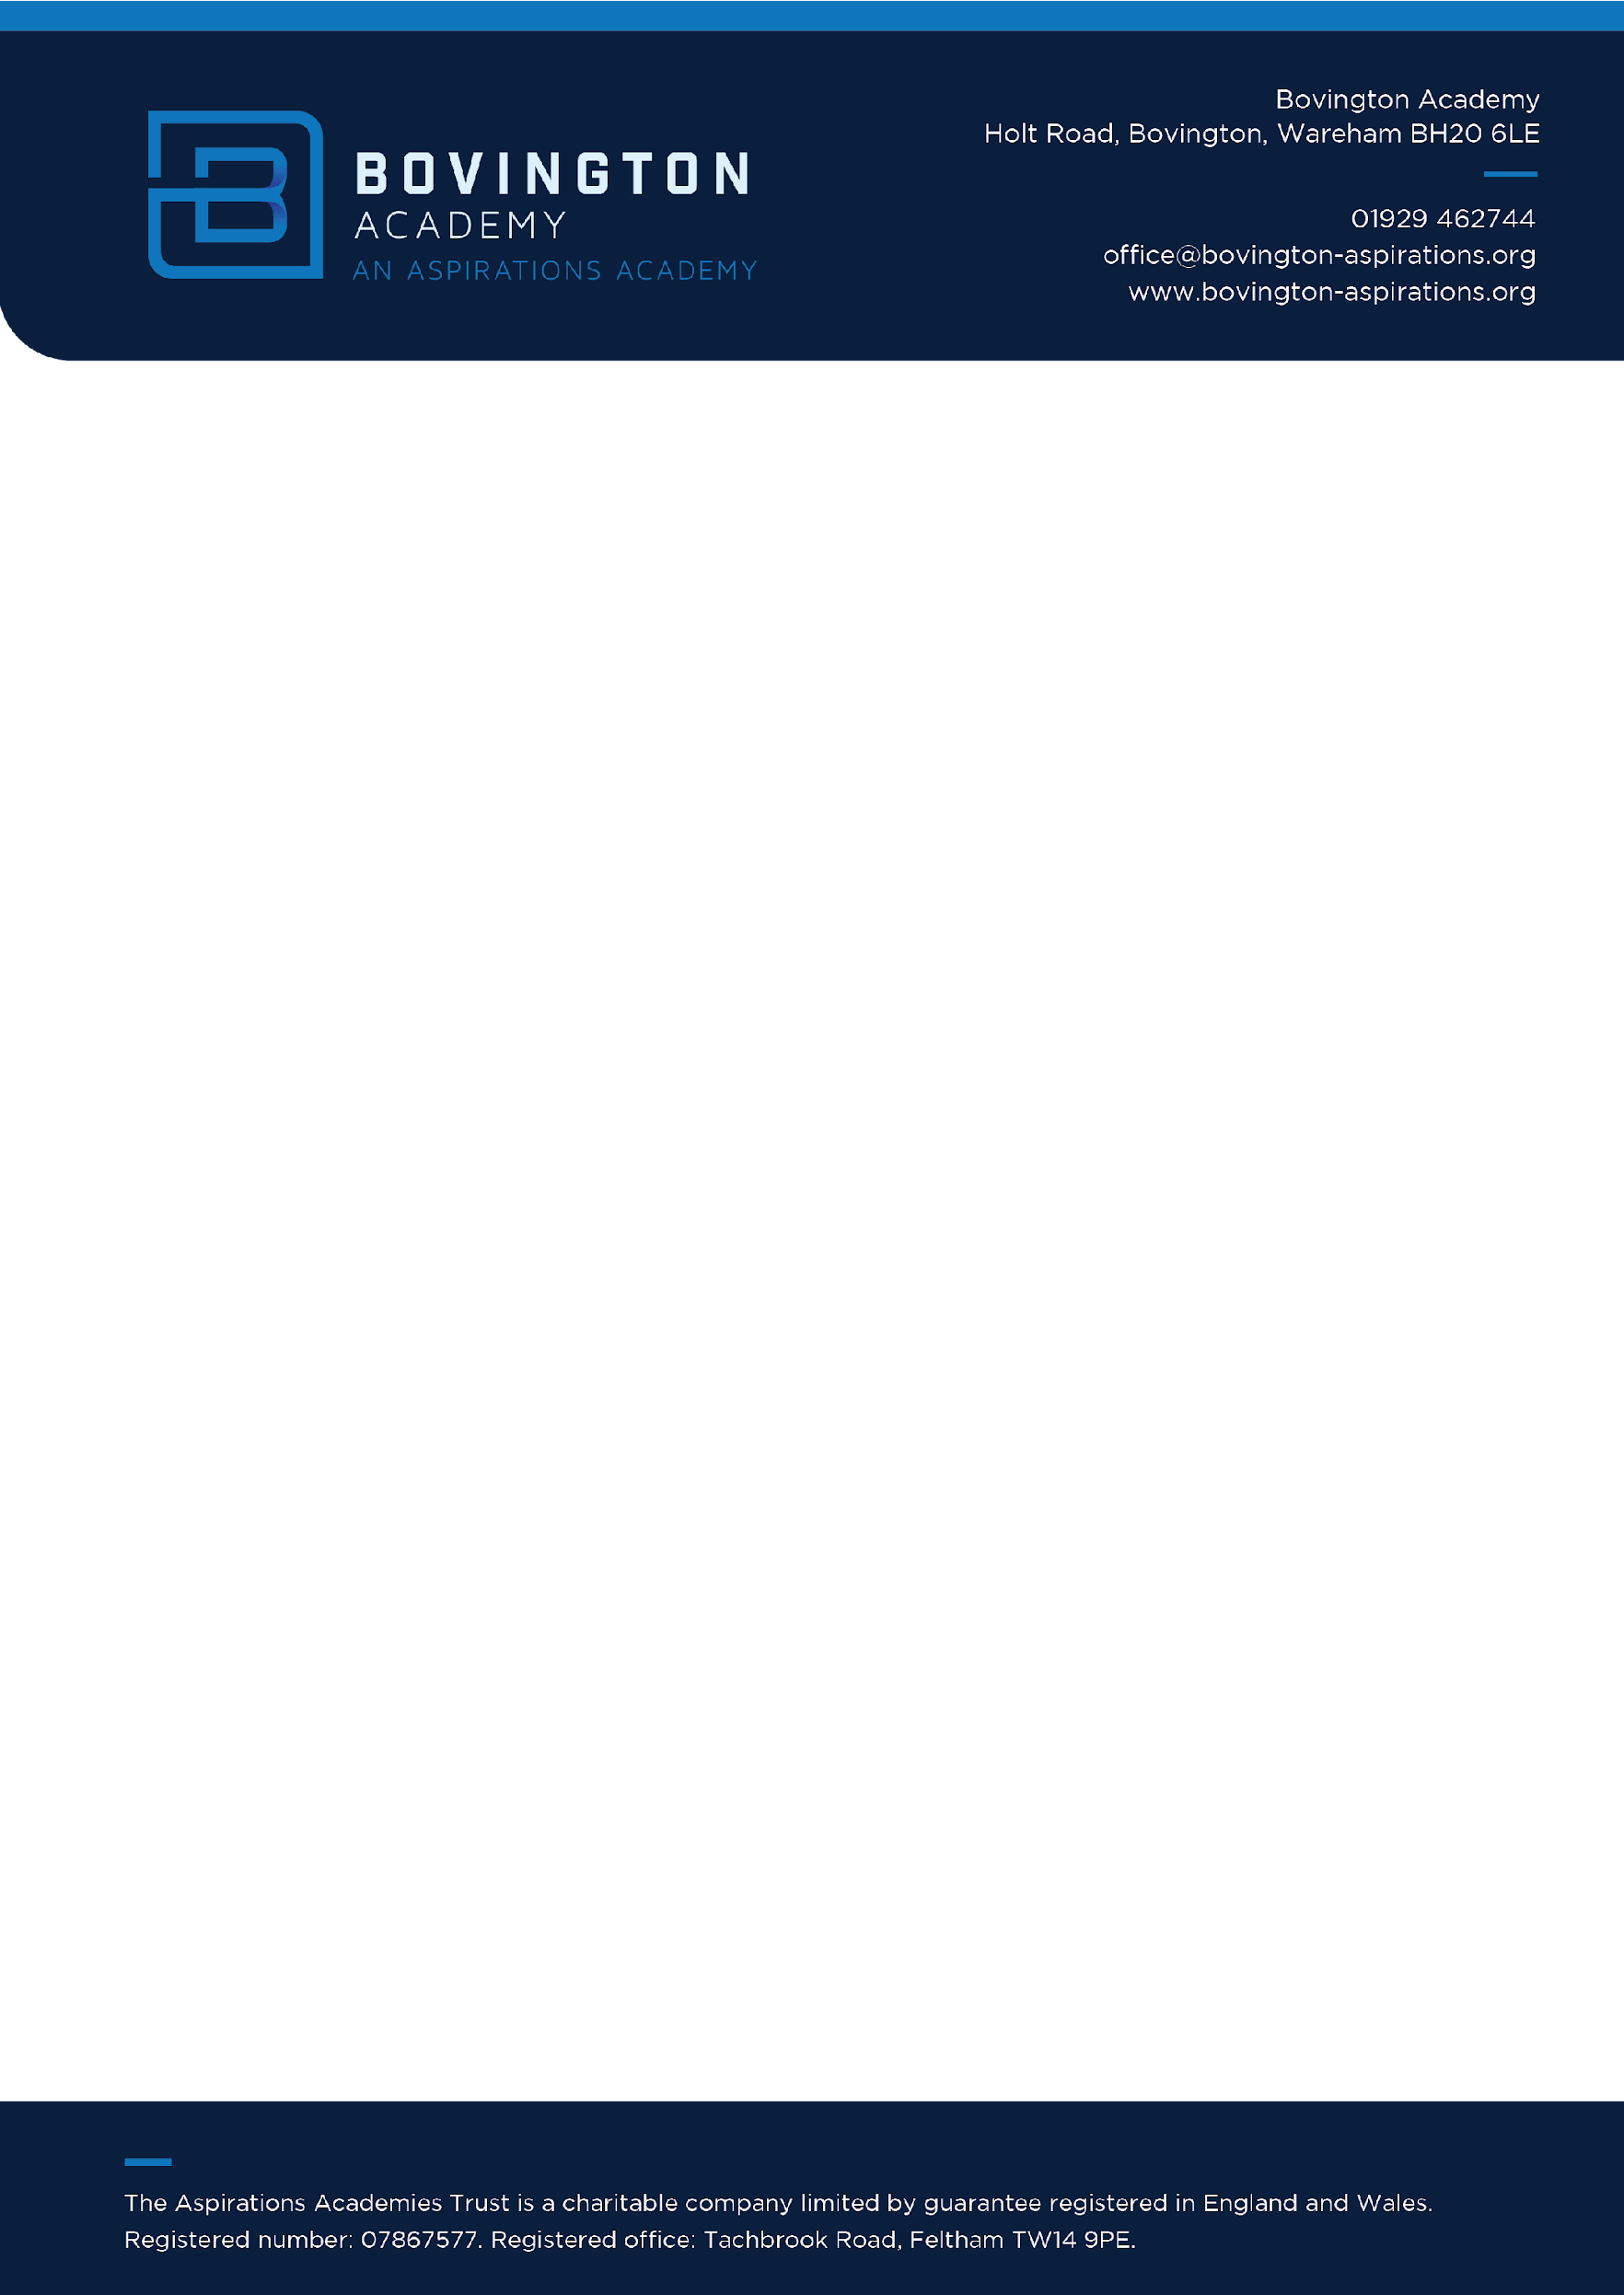 Bovington Academy
Holt Road, Bovington, Wareham BH20 6LE
BOVINGTON
ACADEMY
AN ASPIRATIONS ACADEMY
01929 462744
office@bovington-aspirations.org
www.bovington-aspirations.org
The Aspirations Academies Trust is a charitable company limited by guarantee registered in England and Wales.
Registered number: 07867577. Registered office: Tachbrook Road, Feltham TW14 9PE.